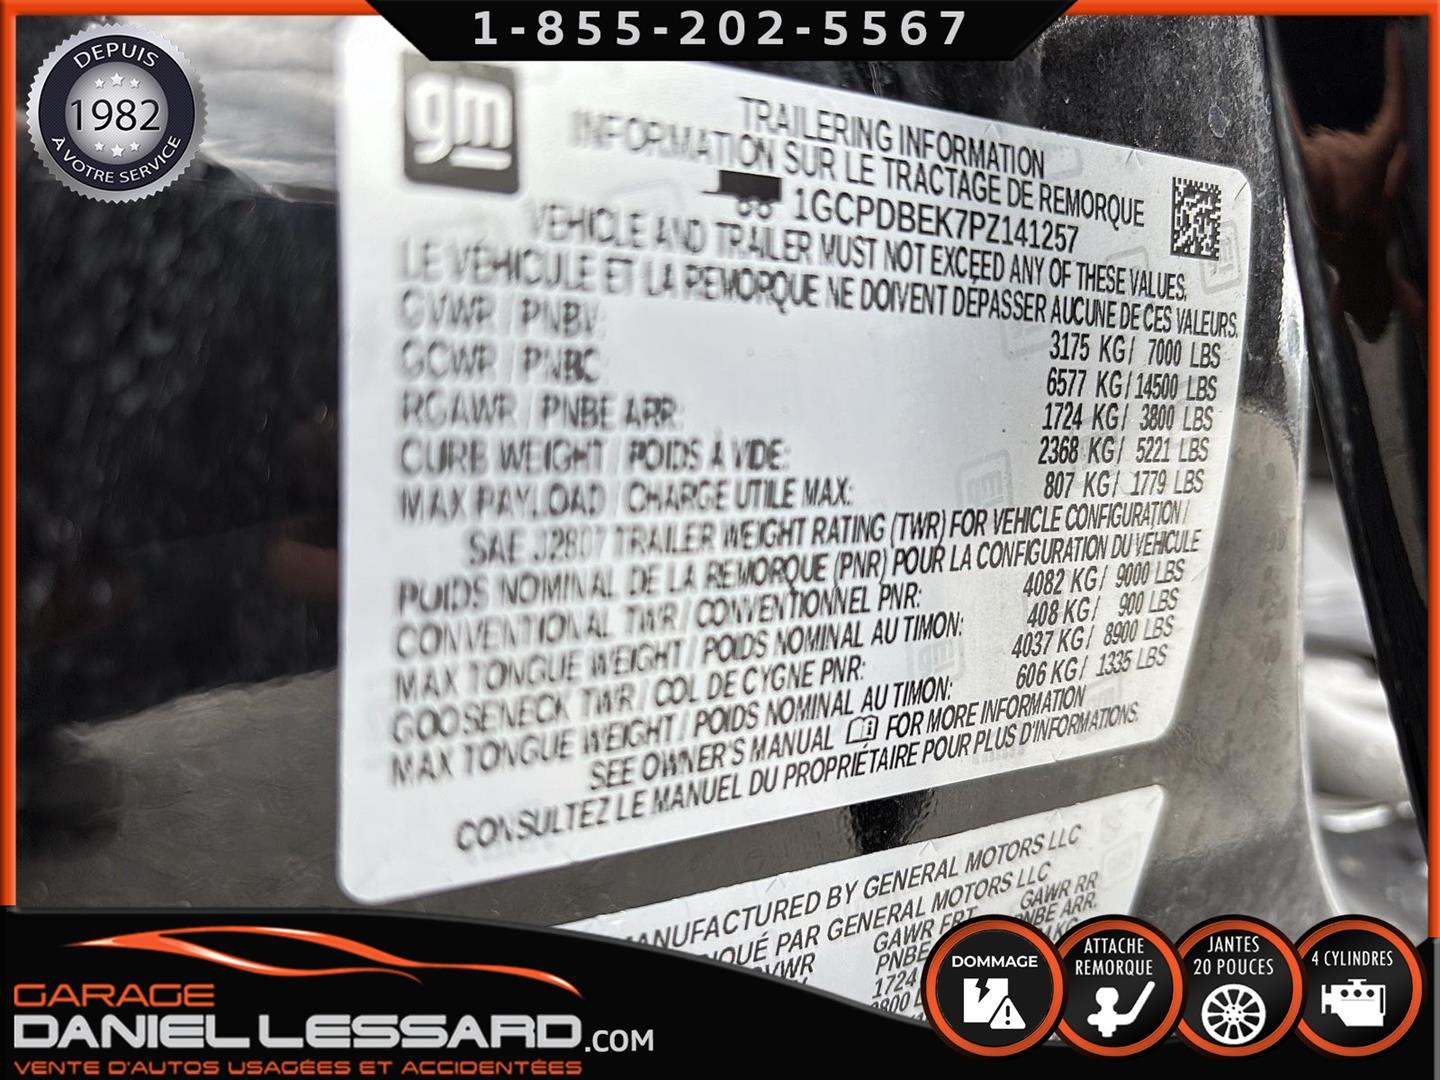 1-855-202-5567
DEPUIS
1982
À VOTRE SERVICE
gm
TRAILERING INFORMATION
INFORMATION SUR LE TRACTAGE DE REMORQUE
1GCPDBEK7PZ141257
VEHICLE AND TRAILER MUST NOT EXCEED ANY OF THESE VALUES.
LE VÉHICULE ET LA REMORQUE NE DOIVENT DÉPASSER AUCUNE DE CES VALEURS.
GVWR / PNBV: 3175 KG / 7000 LBS
GCWR / PNBC 6577 KG / 14500 LBS
RGAWR / PNBE ARR: 1724 KG / 3800 LBS
CURB WEIGHT / POIDS À VIDE: 2368 KG / 5221 LBS
MAX PAYLOAD / CHARGE UTILE MAX: 807 KG / 1779 LBS
SAE J2807 TRAILER WEIGHT RATING (TWR) FOR VEHICLE CONFIGURATION /
POIDS NOMINAL DE LA REMORQUE (PNR) POUR LA CONFIGURATION DU VÉHICULE
CONVENTIONAL TWR / CONVENTIONNEL PNR: 4082 KG / 9000 LBS
MAX TONGUE WEIGHT / POIDS NOMINAL AU TIMON: 408 KG / 900 LBS
GOOSENECK TWR / COL DE CYGNE PNR: 4037 KG / 8900 LBS
MAX TONGUE WEIGHT / POIDS NOMINAL AU TIMON: 606 KG / 1335 LBS
SEE OWNER'S MANUAL FOR MORE INFORMATION
CONSULTEZ LE MANUEL DU PROPRIÉTAIRE POUR PLUS D'INFORMATIONS.
MANUFACTURED BY GENERAL MOTORS LLC
PAR GENERAL MOTORS LLC
GAWR FRT GAWR RR
PNBE ARR.
1724
DOMMAGE
ATTACHE
REMORQUE
JANTES
20 POUCES
4 CYLINDRES
GARAGE
DANIEL LESSARD.COM
VENTE D'AUTOS USAGÉES ET ACCIDENTÉES